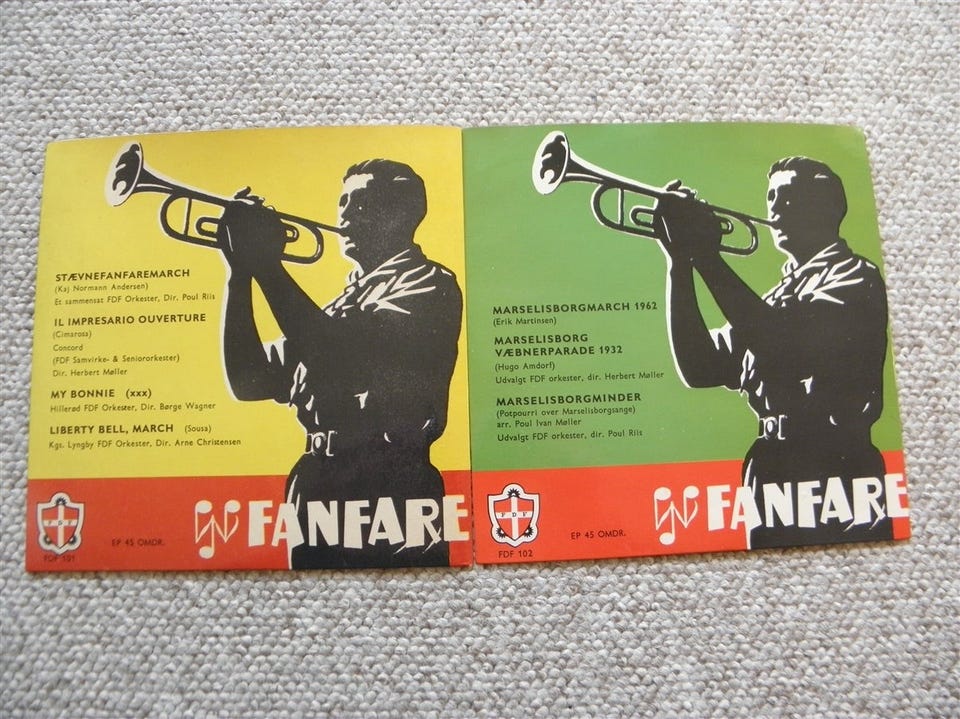 STÆVNEFANFAREMARCH
(Kaj Normann Andersen)
Et sammensat FDF Orkester, Dir. Poul Riis
IL IMPRESARIO OUVERTURE
(Cimarosa)
Concord
(FDF Samvirke- & Seniororkester)
Dir. Herbert Møller
MY BONNIE (xxx)
Hillerød FDF Orkester, Dir. Børge Wagner
LIBERTY BELL, MARCH (Sousa)
Kgs. Lyngby FDF Orkester, Dir. Arne Christensen
FDF
FANFARE
EP 45 OMDR.
FDF 101
MARSELISBORGMARCH 1962
(Erik Martinsen)
MARSELISBORG
VÆBNERPARADE 1932
(Hugo Amdorf)
Udvalgt FDF orkester, dir. Herbert Møller
MARSELISBORGMINDER
(Potpourri over Marselisborgsange)
arr. Poul Ivan Møller
Udvalgt FDF orkester, dir. Poul Riis
FDF
FANFARE
EP 45 OMDR.
FDF 102